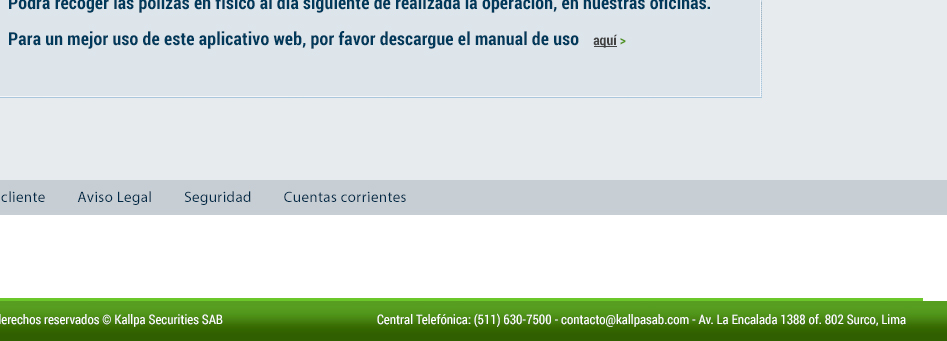 Podrá recoger las pólizas en físico al día siguiente de realizada la operación, en nuestras oficinas.
Para un mejor uso de este aplicativo web, por favor descargue el manual de uso aquí >
cliente Aviso Legal Seguridad Cuentas corrientes
derechos reservados © Kallpa Securities SAB Central Telefónica: (511) 630-7500 - contacto@kallpasab.com - Av. La Encalada 1388 of. 802 Surco, Lima